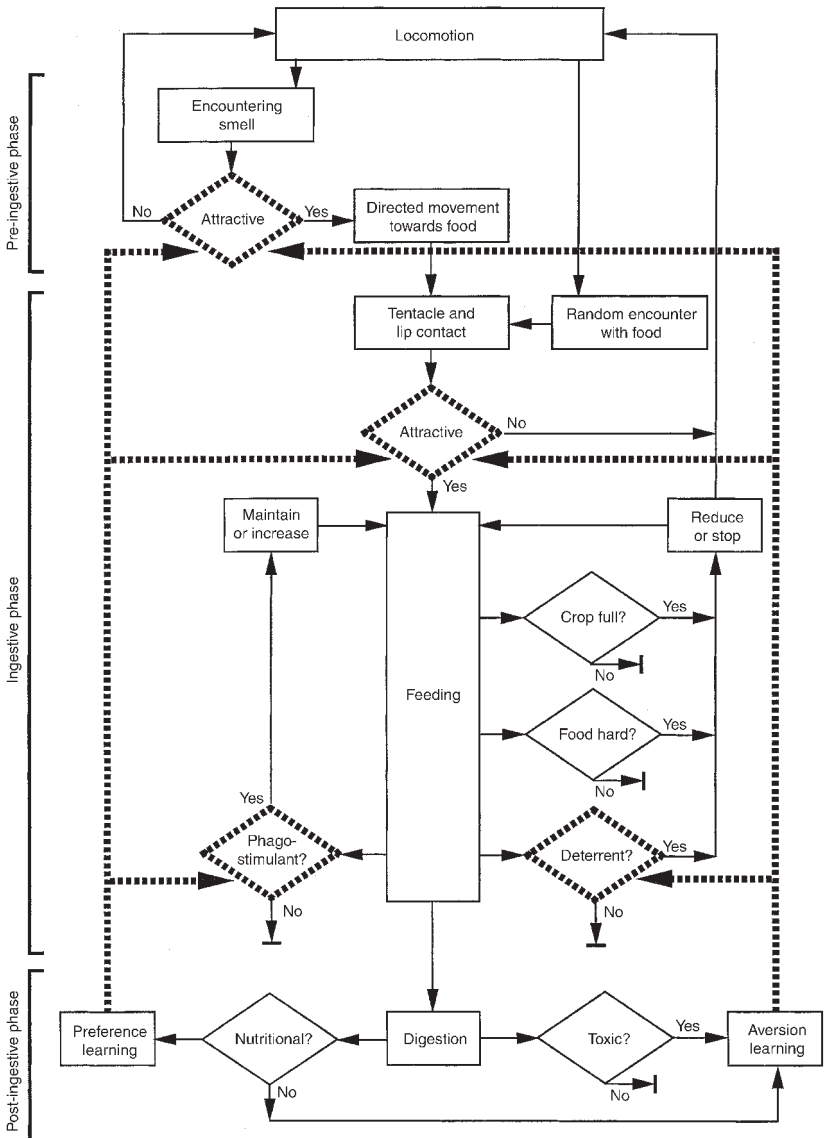 Locomotion
Pre-ingestive phase
Encountering
smell
No
Attractive
Yes
Directed movement
towards food
Tentacle and
lip contact
Random encounter
with food
Attractive
No
Yes
Ingestive phase
Maintain
or increase
Reduce
or stop
Crop full?
Yes
No
Feeding
Food hard?
Yes
No
Yes
Phago-
stimulant?
No
Deterrent?
Yes
No
Post-ingestive phase
Preference
learning
Nutritional?
No
Digestion
Toxic?
Yes
No
Aversion
learning